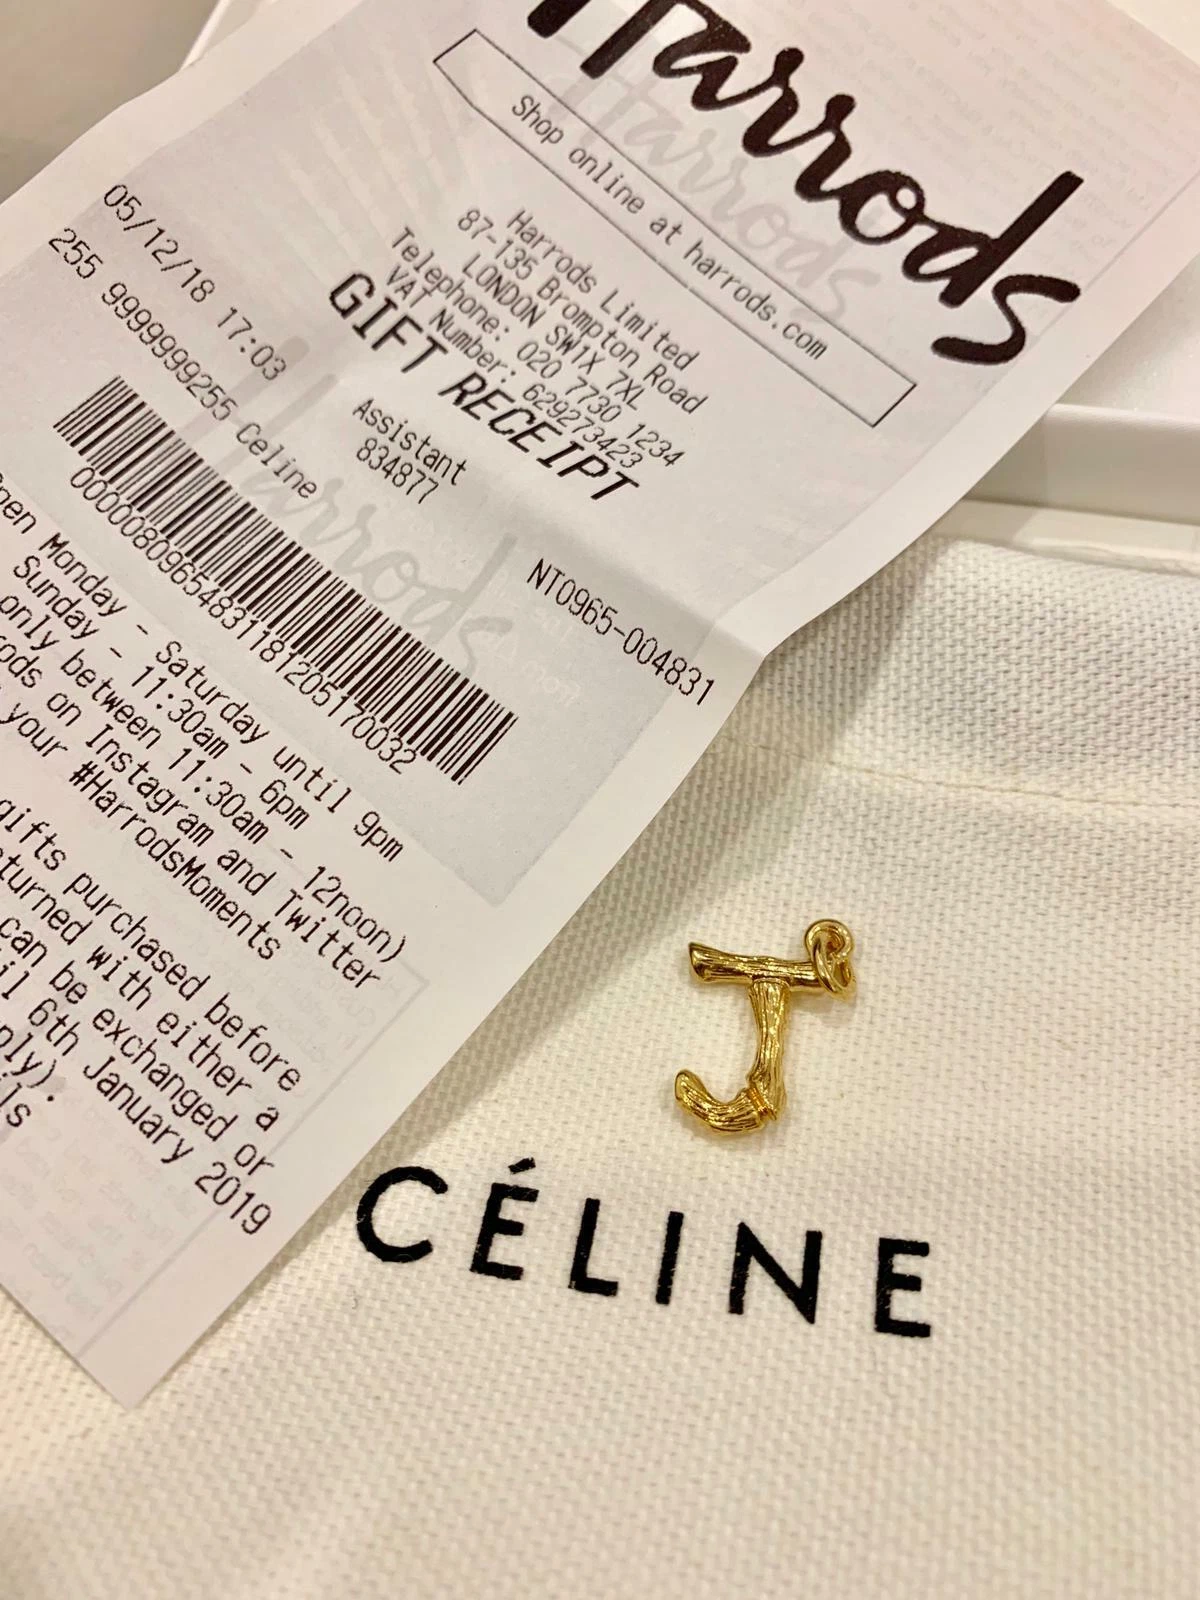 Harrods
Shop online at harrods.com
Harrods Limited
87-135 Brompton Road
LONDON SW1X 7XL
Telephone: 020 7730 1234
VAT Number: 629273423
GIFT RECEIPT
Assistant
05/12/18 17:03 834877 NT0965-004831
255 9999999255 Celine
00000809654831181205170032
Monday - Saturday until 9pm
Sunday - 11:30am - 6pm
only between 11:30am - 12noon)
on Instagram and Twitter
your #HarrodsMoments
gifts purchased before
with either a
can be exchanged or
6th January 2019
CÉLINE